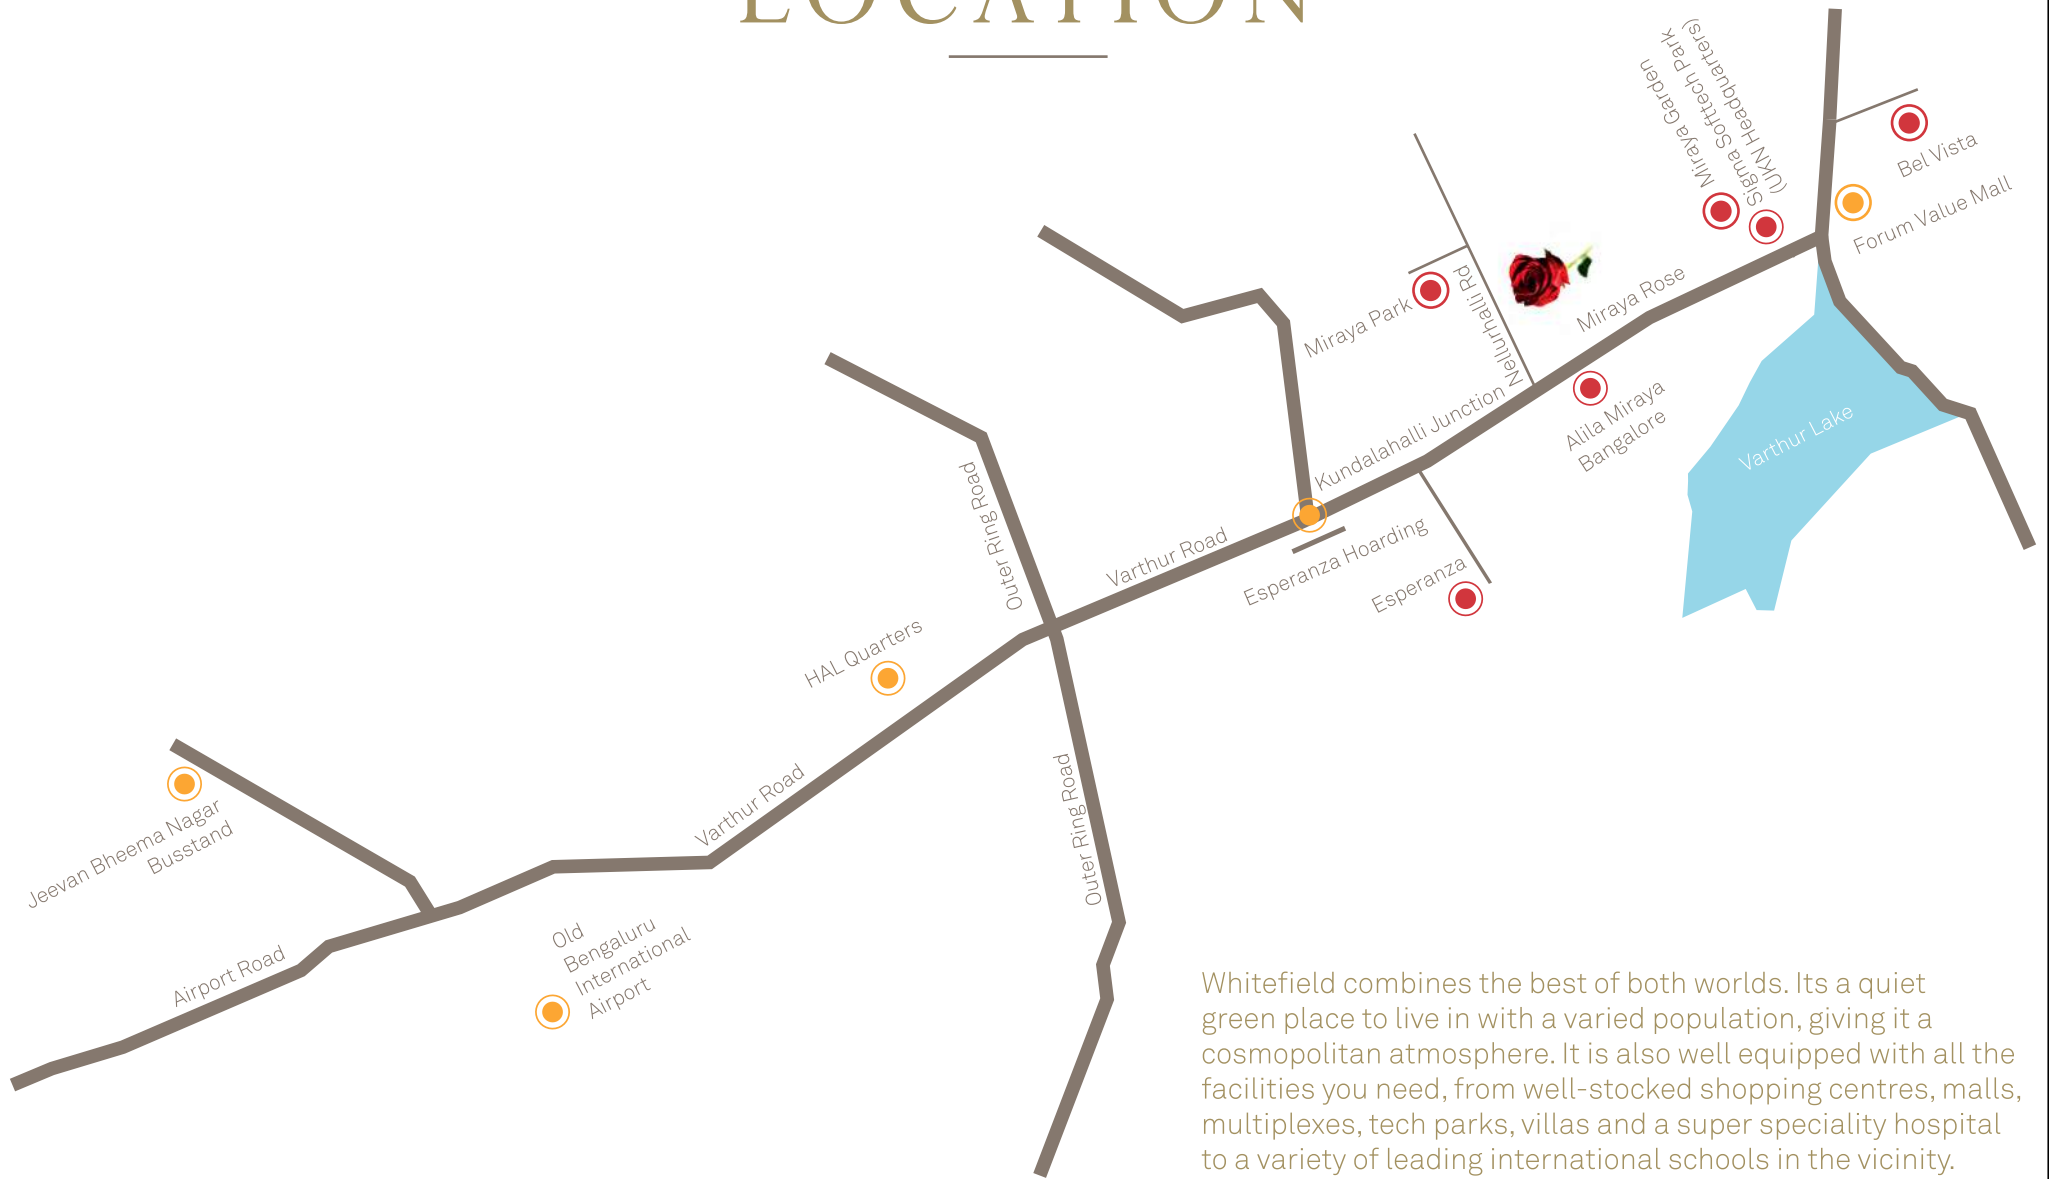 LOCATION
Miraya Garden
Sigma Softtech Park
(UKN Headquarters)
Bel Vista
Forum Value Mall
Miraya Park
Nellurhalli Rd
Miraya Rose
Kundalahalli Junction
Alila Miraya
Bangalore
Varthur Lake
Outer Ring Road
Varthur Road
Esperanza Hoarding
Esperanza
HAL Quarters
Varthur Road
Outer Ring Road
Jeevan Bheema Nagar
Busstand
Airport Road
Old
Bengaluru
International
Airport
Whitefield combines the best of both worlds. Its a quiet
green place to live in with a varied population, giving it a
cosmopolitan atmosphere. It is also well equipped with all the
facilities you need, from well-stocked shopping centres, malls,
multiplexes, tech parks, villas and a super speciality hospital
to a variety of leading international schools in the vicinity.